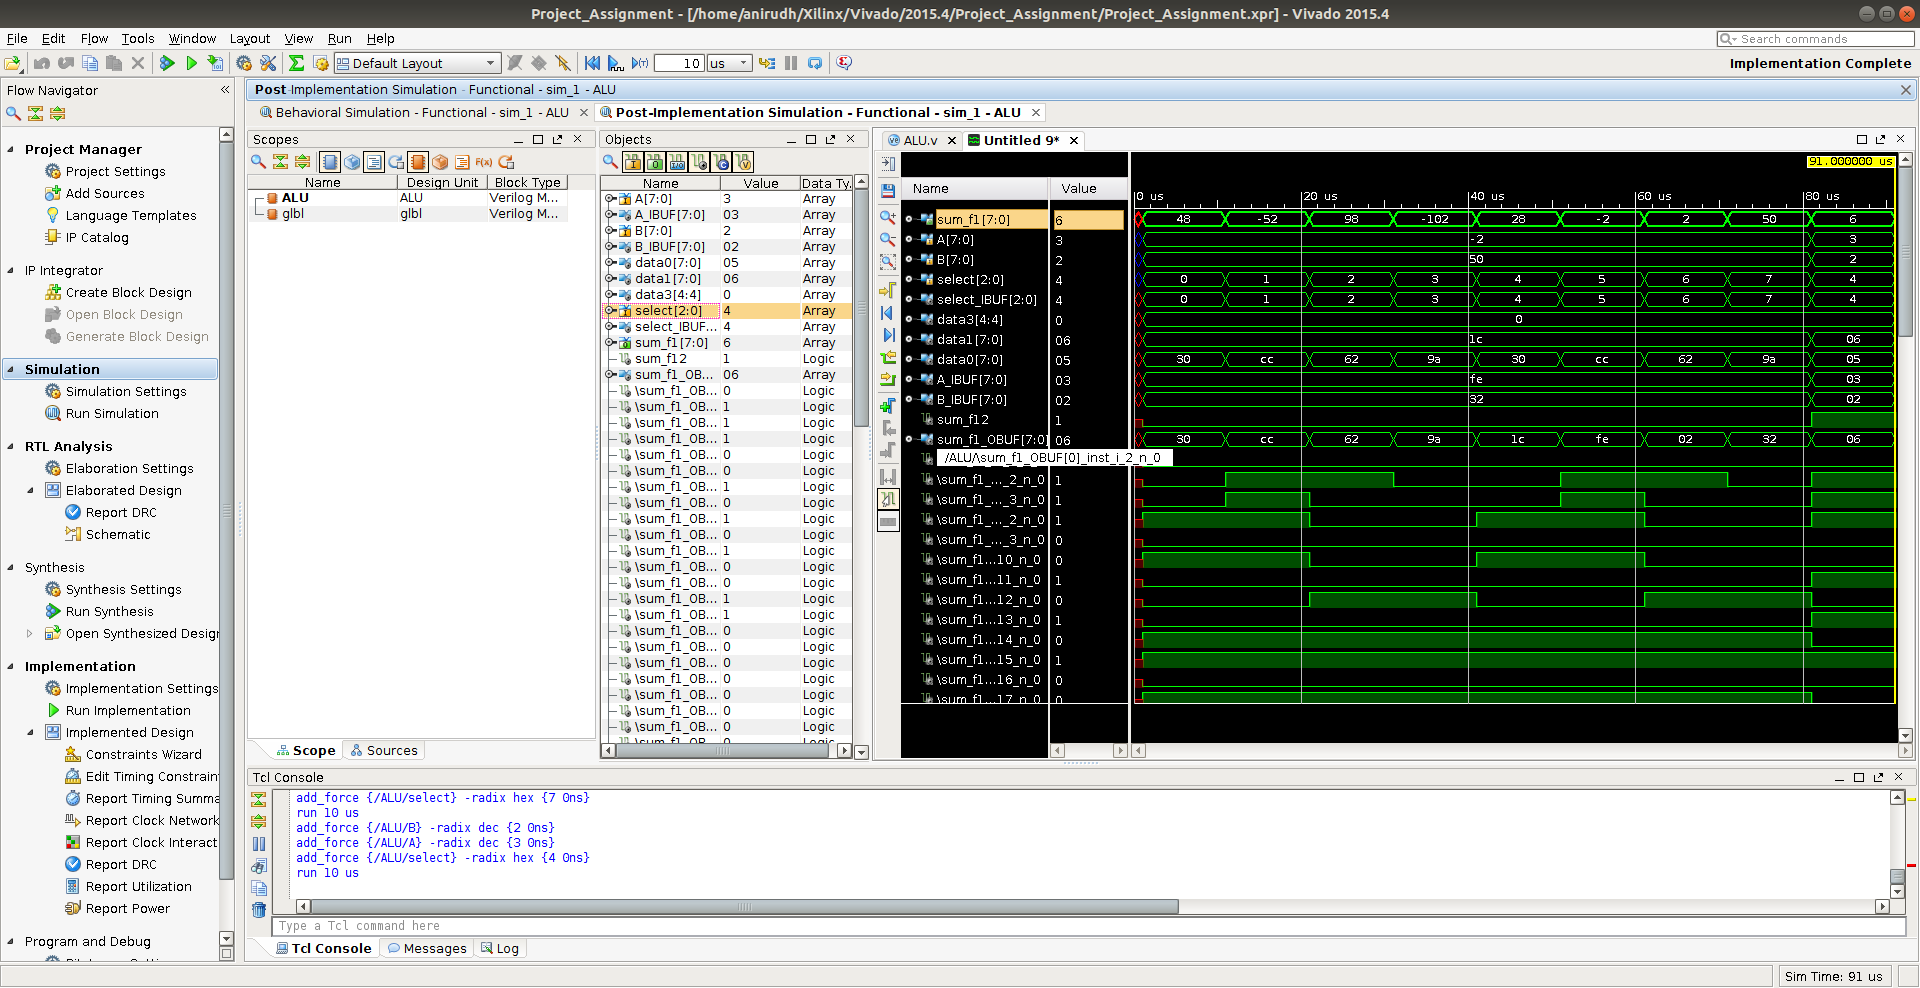 Project_Assignment - [/home/anirudh/Xilinx/Vivado/2015.4/Project_Assignment/Project_Assignment.xpr] - Vivado 2015.4
File Edit Flow Tools Window Layout View Run Help
Search commands
Default Layout
10 us
Implementation Complete
Flow Navigator
Project Manager
Project Settings
Add Sources
Language Templates
IP Catalog
IP Integrator
Create Block Design
Open Block Design
Generate Block Design
Simulation
Simulation Settings
Run Simulation
RTL Analysis
Elaboration Settings
Elaborated Design
Report DRC
Schematic
Synthesis
Synthesis Settings
Run Synthesis
Open Synthesized Design
Implementation
Implementation Settings
Run Implementation
Implemented Design
Constraints Wizard
Edit Timing Constrain
Report Timing Summa
Report Clock Network
Report Clock Interact
Report DRC
Report Utilization
Report Power
Program and Debug
Post-Implementation Simulation - Functional - sim_1 - ALU
Behavioral Simulation - Functional - sim_1 - ALU
Post-Implementation Simulation - Functional - sim_1 - ALU
Scopes
Name Design Unit Block Type
ALU ALU Verilog M...
glbl glbl Verilog M...
Scope Sources
Objects
Name Value Data Ty.
A[7:0] 3 Array
A_IBUF[7:0] 03 Array
B[7:0] 2 Array
B_IBUF[7:0] 02 Array
data0[7:0] 05 Array
data1[7:0] 06 Array
data3[4:4] 0 Array
select[2:0] 4 Array
select_IBUF... 4 Array
sum_f1[7:0] 6 Array
sum_f12 1 Logic
sum_f1_OB... 06 Array
\sum_f1_OB... 0 Logic
\sum_f1_OB... 1 Logic
\sum_f1_OB... 1 Logic
\sum_f1_OB... 1 Logic
\sum_f1_OB... 0 Logic
\sum_f1_OB... 0 Logic
\sum_f1_OB... 1 Logic
\sum_f1_OB... 0 Logic
\sum_f1_OB... 1 Logic
\sum_f1_OB... 0 Logic
\sum_f1_OB... 1 Logic
\sum_f1_OB... 0 Logic
\sum_f1_OB... 0 Logic
\sum_f1_OB... 1 Logic
\sum_f1_OB... 1 Logic
\sum_f1_OB... 0 Logic
\sum_f1_OB... 0 Logic
\sum_f1_OB... 0 Logic
\sum_f1_OB... 0 Logic
\sum_f1_OB... 0 Logic
\sum_f1_OB... 0 Logic
\sum_f1_OB... 0 Logic
ALU.v Untitled 9*
91.000000 us
Name Value
0 us 20 us 40 us 60 us 80 us
sum_f1[7:0] 6 48 -52 98 -102 28 -2 2 50 6
A[7:0] 3 -2 3
B[7:0] 2 50 2
select[2:0] 4 0 1 2 3 4 5 6 7 4
select_IBUF[2:0] 4 0 1 2 3 4 5 6 7 4
data3[4:4] 0 0
data1[7:0] 06 1c 06
data0[7:0] 05 30 cc 62 9a 30 cc 62 9a 05
A_IBUF[7:0] 03 fe 03
B_IBUF[7:0] 02 32 02
sum_f12 1
sum_f1_OBUF[7:0] 06 30 cc 62 9a 1c fe 02 32 06
/ALU/\sum_f1_OBUF[0]_inst_i_2_n_0
\sum_f1_..._2_n_0 1
\sum_f1_..._3_n_0 1
\sum_f1_..._2_n_0 1
\sum_f1_..._3_n_0 0
\sum_f1...10_n_0 0
\sum_f1...11_n_0 1
\sum_f1...12_n_0 0
\sum_f1...13_n_0 1
\sum_f1...14_n_0 0
\sum_f1...15_n_0 1
\sum_f1...16_n_0 0
\sum_f1...17_n_0 0
Tcl Console
add_force {/ALU/select} -radix hex {7 0ns}
run 10 us
add_force {/ALU/B} -radix dec {2 0ns}
add_force {/ALU/A} -radix dec {3 0ns}
add_force {/ALU/select} -radix hex {4 0ns}
run 10 us
Type a Tcl command here
Tcl Console Messages Log
Sim Time: 91 us